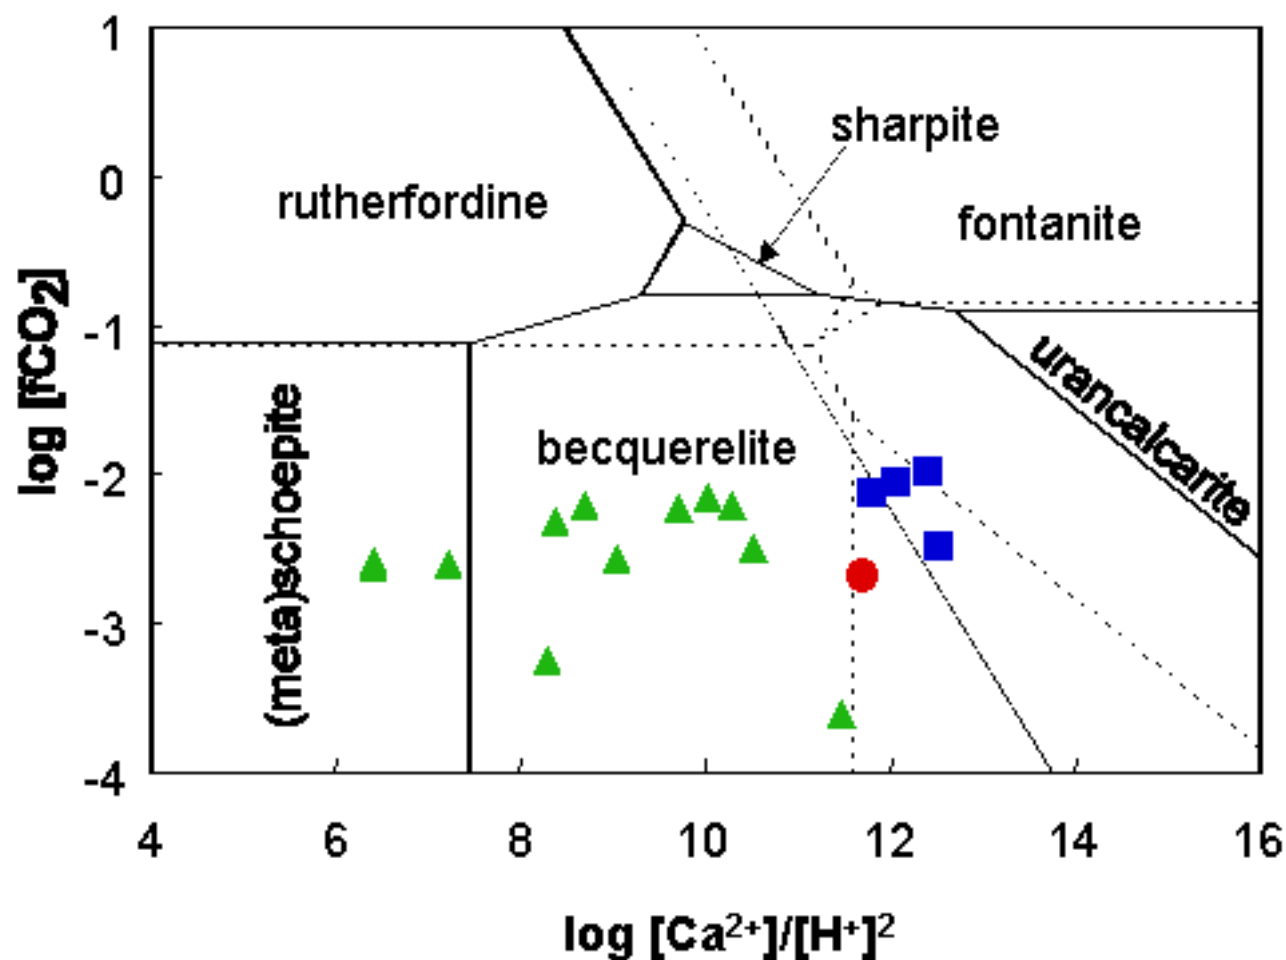 1
sharpite
0
rutherfordine
fontanite
log [fCO₂]
-1
urancalcarite
(meta)schoepite
becquerelite
-2
-3
-4
4 6 8 10 12 14 16
log [Ca²⁺]/[H⁺]²